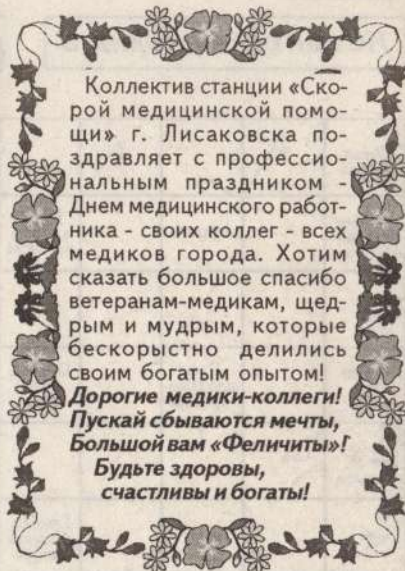 Коллектив станции «Ско-
рой медицинской помо-
щи» г. Лисаковска по-
здравляет с профессио-
нальным праздником -
Днем медицинского работ-
ника - своих коллег - всех
медиков города. Хотим
сказать большое спасибо
ветеранам-медикам, щед-
рым и мудрым, которые
бескорыстно делились
своим богатым опытом!
Дорогие медики-коллеги!
Пускай сбываются мечты,
Большой вам «Феличиты»!
Будьте здоровы,
счастливы и богаты!